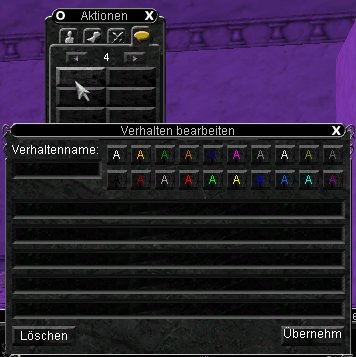 O Aktionen X
4
Verhalten bearbeiten X
Verhaltenname: A A A A A A A A A A
A A A A A A A A A A
Löschen Übernehm